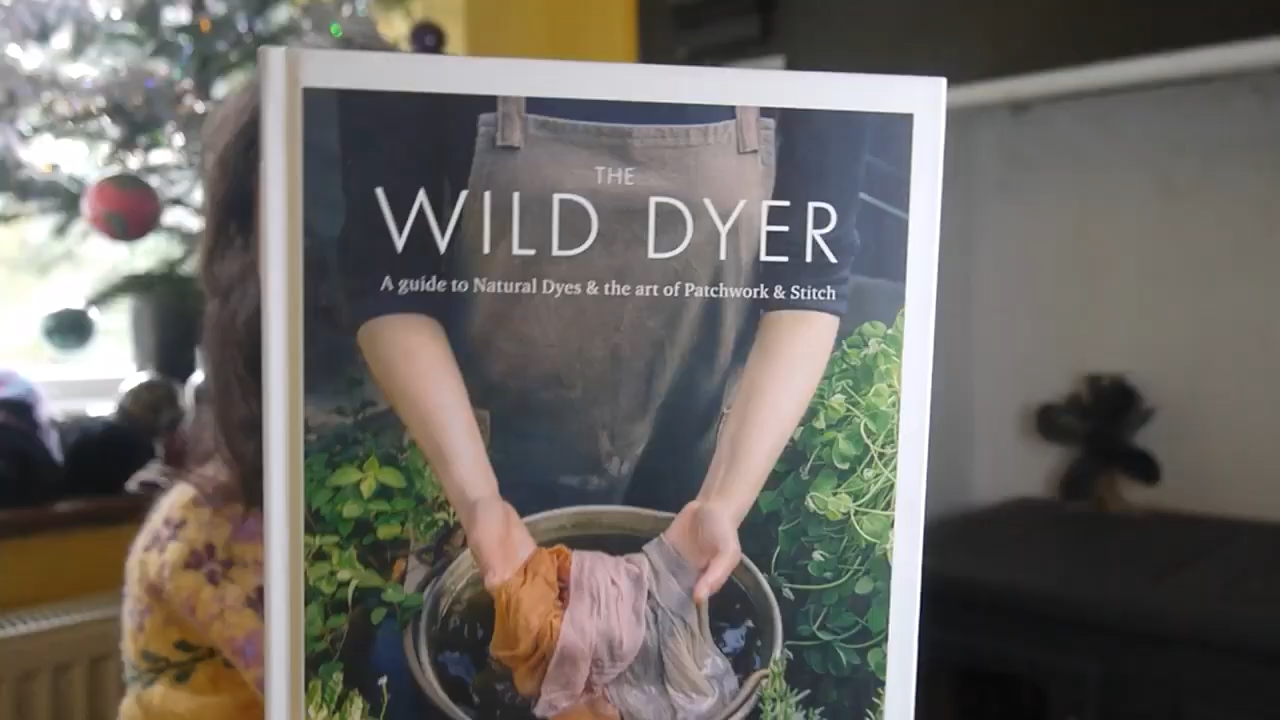 THE
WILD DYER
A guide to Natural Dyes & the art of Patchwork & Stitch